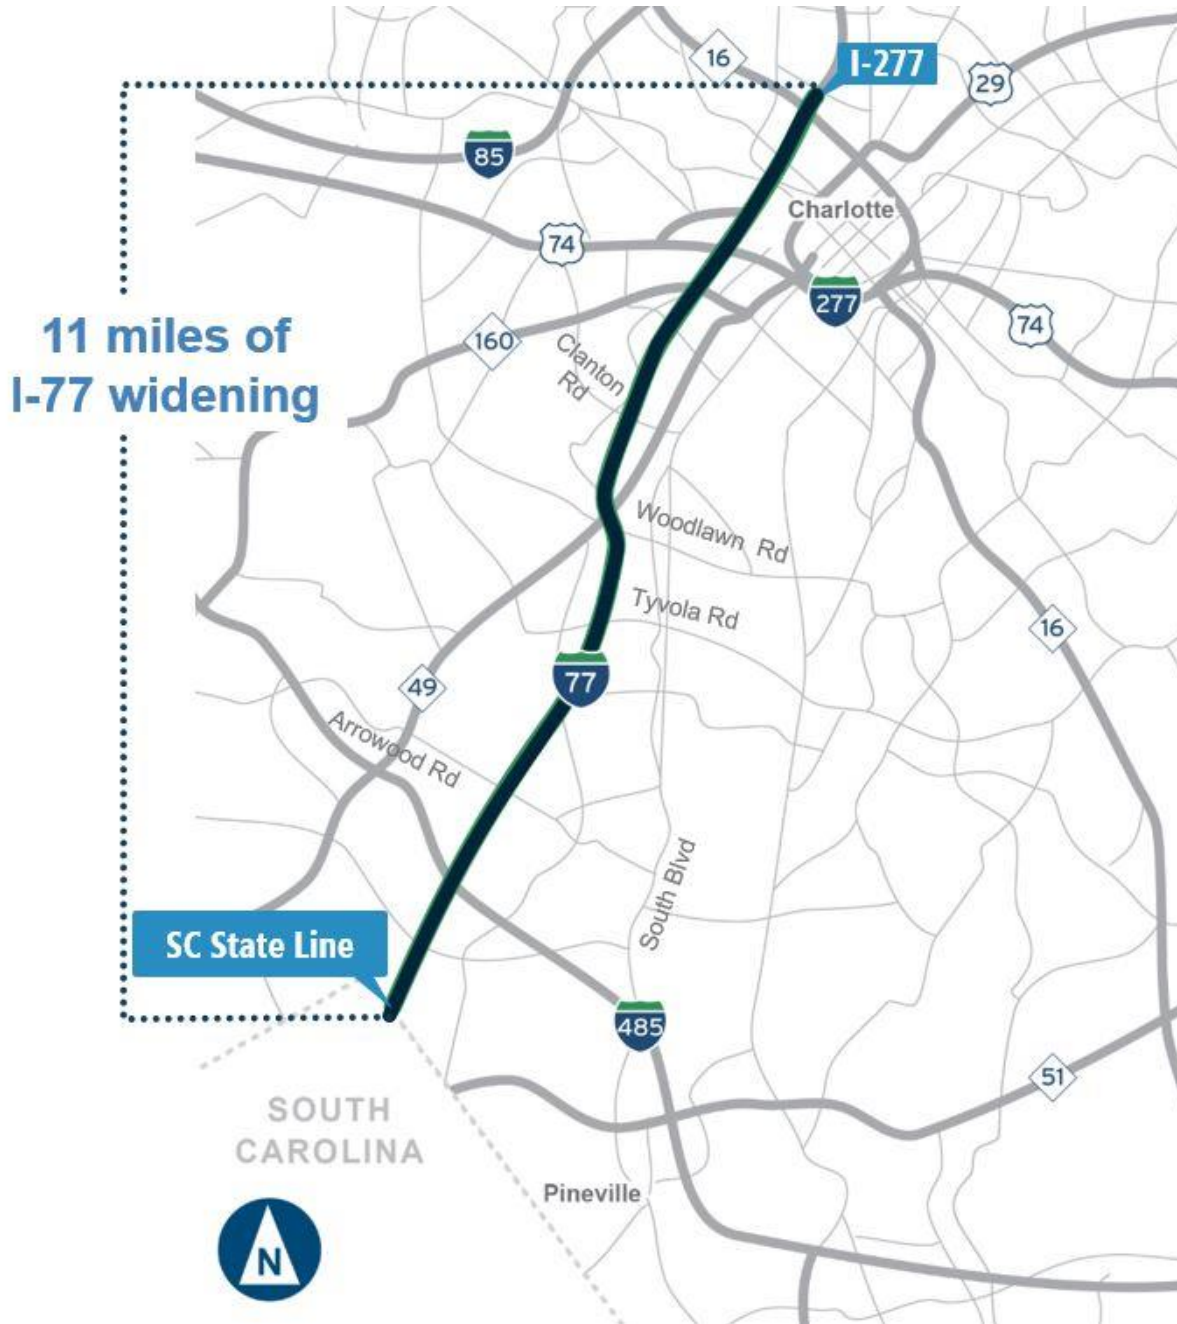 16
I-277
29
85
Charlotte
74
277
74
11 miles of
I-77 widening
160
Clanton
Rd
Woodlawn Rd
Tyvola Rd
16
77
49
Arrowood Rd
South Blvd
SC State Line
485
51
SOUTH
CAROLINA
Pineville
N